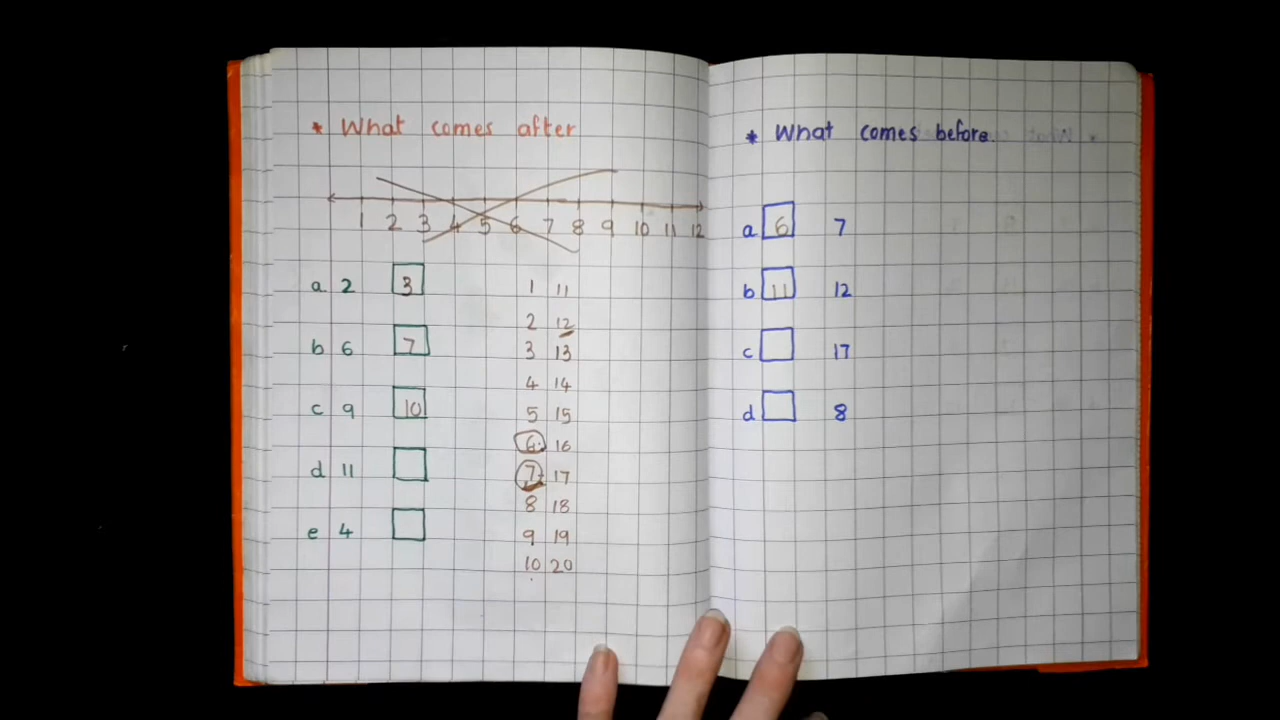 * What comes after
1 2 3 4 5 6 7 8 9 10 11 12
a 2 3
b 6 7
c 9 10
d 11
e 4
1 11
2 12
3 13
4 14
5 15
6 16
7 17
8 18
9 19
10 20
* What comes before.
a 6 7
b 11 12
c 17
d 8